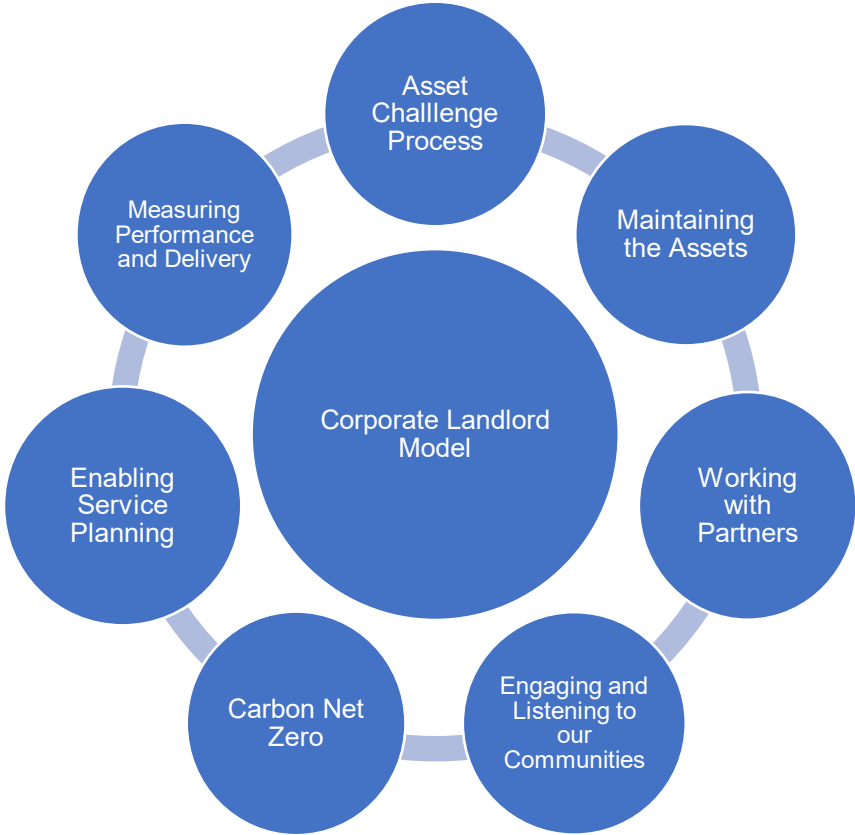 Asset
Challlenge
Process
Maintaining
the Assets
Working
with
Partners
Engaging and
Listening to
our
Communities
Carbon Net
Zero
Enabling
Service
Planning
Measuring
Performance
and Delivery
Corporate Landlord
Model